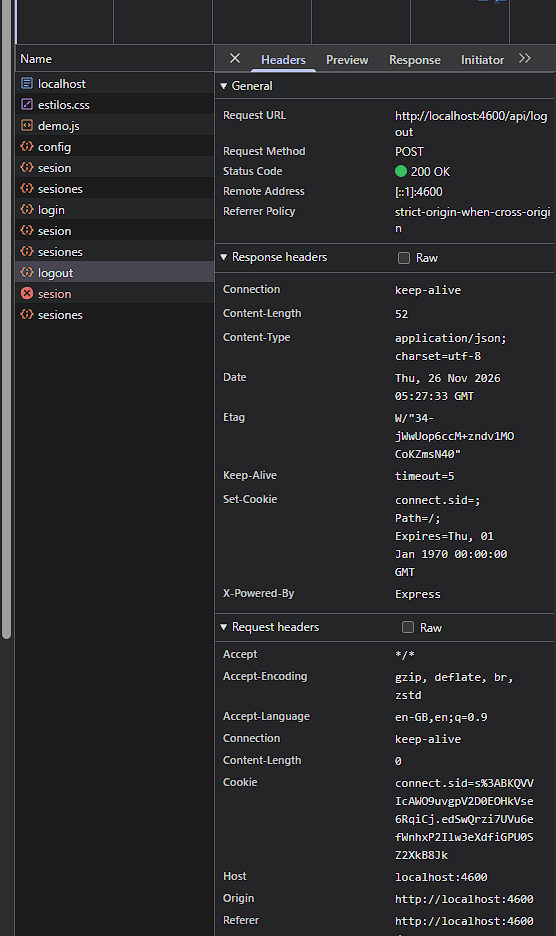 Name
localhost
estilos.css
demo.js
config
sesion
sesiones
login
sesion
sesiones
logout
sesion
sesiones
Headers
Preview
Response
Initiator
General
Request URL
http://localhost:4600/api/log
out
Request Method
POST
Status Code
200 OK
Remote Address
[::1]:4600
Referrer Policy
strict-origin-when-cross-origi
n
Response headers
Raw
Connection
keep-alive
Content-Length
52
Content-Type
application/json;
charset=utf-8
Date
Thu, 26 Nov 2026
05:27:33 GMT
Etag
W/"34-
jWwUop6ccM+zndv1MO
CoKZmsN40"
Keep-Alive
timeout=5
Set-Cookie
connect.sid=;
Path=/;
Expires=Thu, 01
Jan 1970 00:00:00
GMT
X-Powered-By
Express
Request headers
Raw
Accept
*/*
Accept-Encoding
gzip, deflate, br,
zstd
Accept-Language
en-GB,en;q=0.9
Connection
keep-alive
Content-Length
0
Cookie
connect.sid=s%3ABKQVV
IcAWO9uvgpV2D0EOHkVse
6RqiCj.edSwQrzi7UVu6e
fWnhxP2Ilw3eXdfiGPU0S
Z2XkB8Jk
Host
localhost:4600
Origin
http://localhost:4600
Referer
http://localhost:4600